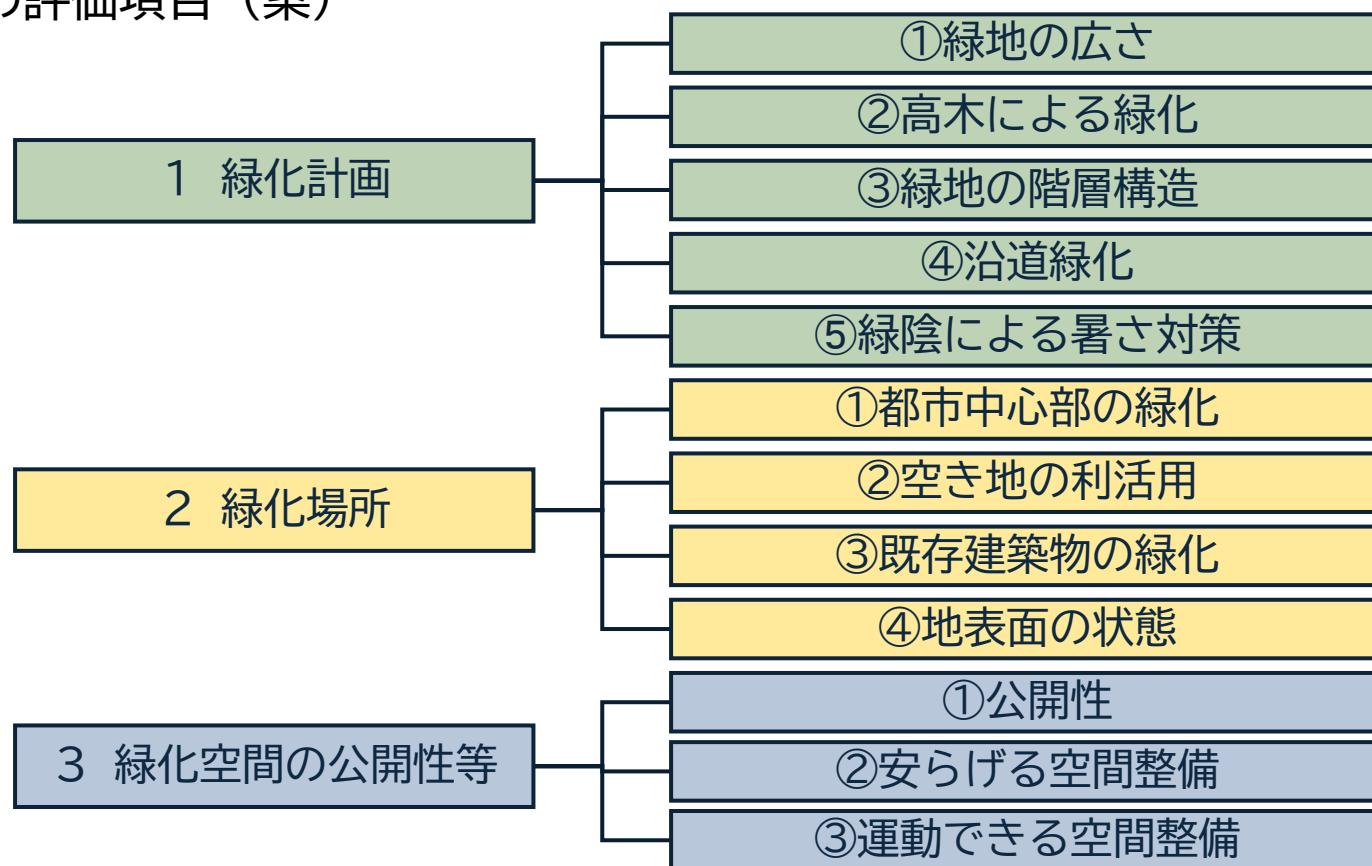 の評価項目（案）
1 緑化計画
①緑地の広さ
②高木による緑化
③緑地の階層構造
④沿道緑化
⑤緑陰による暑さ対策
2 緑化場所
①都市中心部の緑化
②空き地の利活用
③既存建築物の緑化
④地表面の状態
3 緑化空間の公開性等
①公開性
②安らげる空間整備
③運動できる空間整備